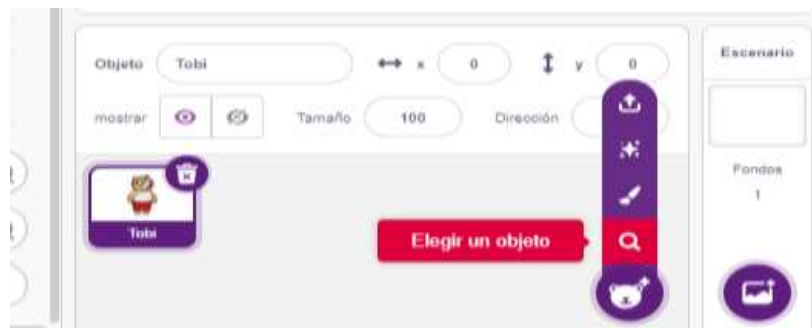 Objeto Tobi x 0 y 0 Escenario
mostrar Tamaño 100 Dirección
Fondos
1
Tobi
Elegir un objeto